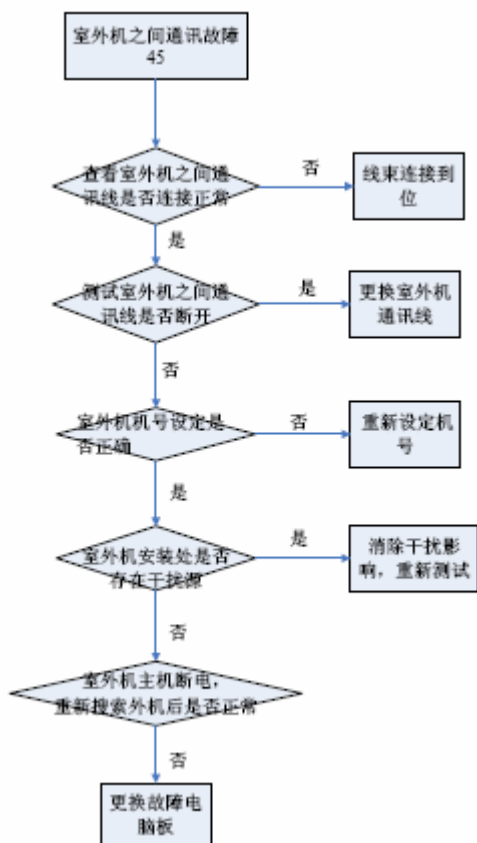 室外机之间通讯故障
45
查看室外机之间通
讯线是否连接正常
否
线束连接到
位
是
测试室外机之间通
讯线是否断开
是
更换室外机
通讯线
否
室外机机号设定是
否正确
否
重新设定机
号
是
室外机安装处是否
存在干扰源
是
消除干扰影
响，重新测试
否
室外机主机断电，
重新搜索外机后是否正常
否
更换故障电
脑板